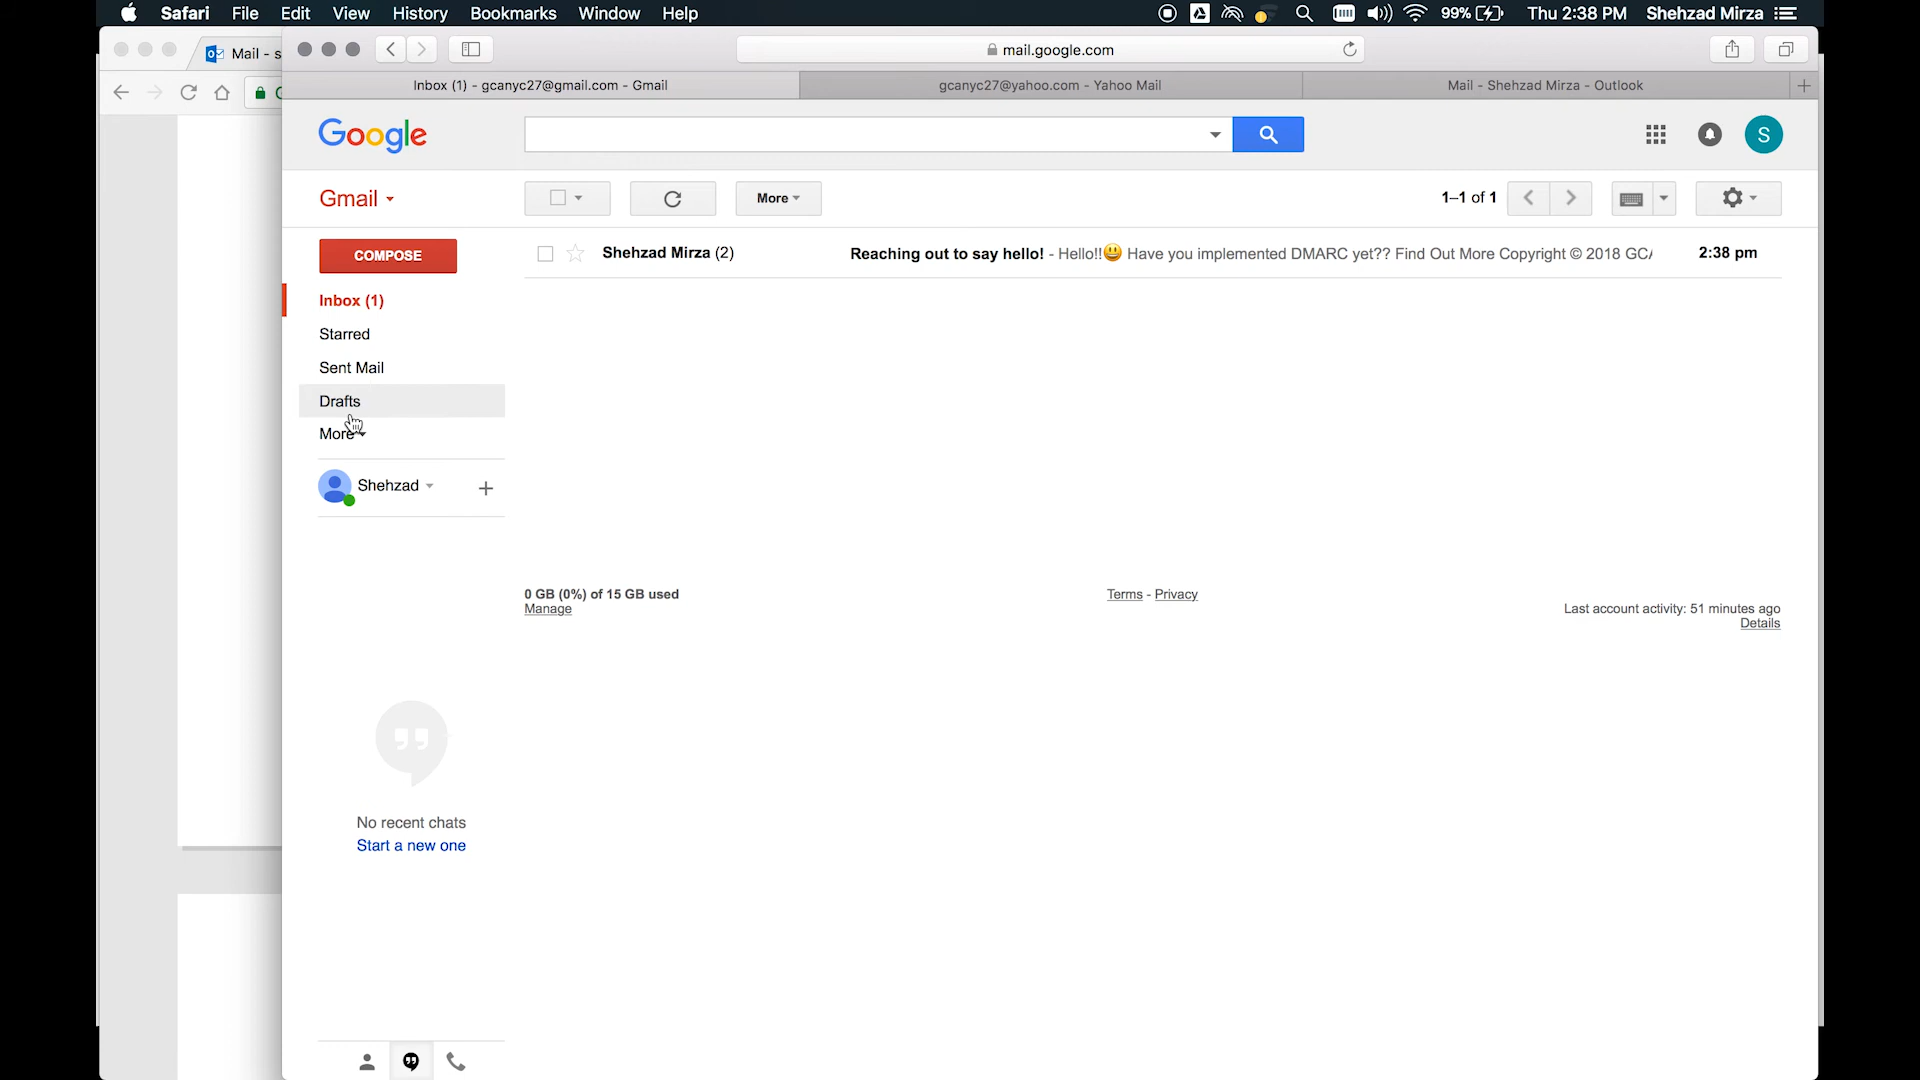 Safari File Edit View History Bookmarks Window Help 99% Thu 2:38 PM Shehzad Mirza
Mail - s
mail.google.com
Inbox (1) - gcanyc27@gmail.com - Gmail
gcanyc27@yahoo.com - Yahoo Mail
Mail - Shehzad Mirza - Outlook
Google
S
Gmail
More
1–1 of 1
COMPOSE
Shehzad Mirza (2)
Reaching out to say hello! - Hello!!😃 Have you implemented DMARC yet?? Find Out More Copyright © 2018 GCA
2:38 pm
Inbox (1)
Starred
Sent Mail
Drafts
More
Shehzad
0 GB (0%) of 15 GB used
Manage
Terms - Privacy
Last account activity: 51 minutes ago
Details
No recent chats
Start a new one